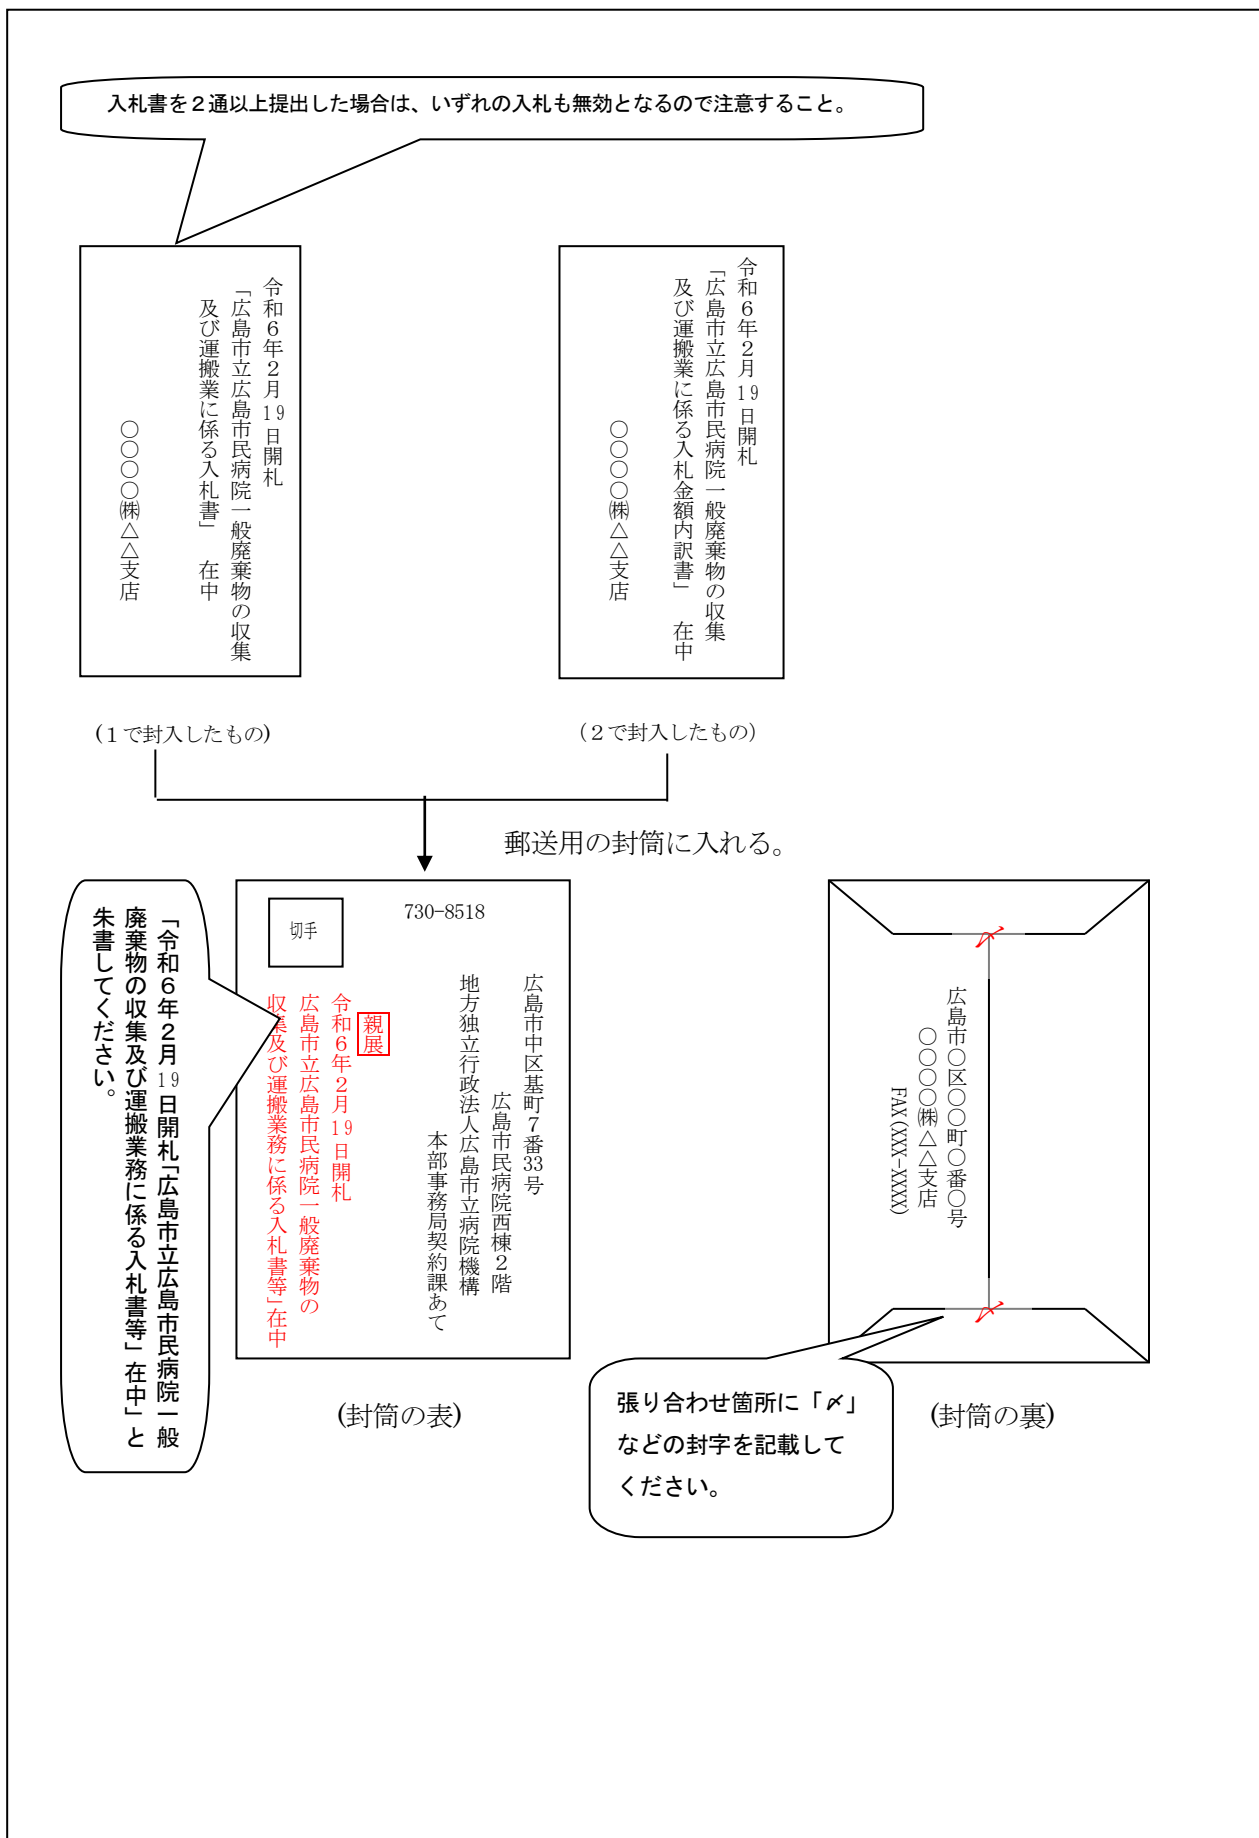 入札書を２通以上提出した場合は、いずれの入札も無効となるので注意すること。
令和６年２月19日開札
「広島市立広島市民病院一般廃棄物の収集
及び運搬業に係る入札書」　在中
○○○○㈱△△支店
令和６年２月19日開札
「広島市立広島市民病院一般廃棄物の収集
及び運搬業に係る入札金額内訳書」　在中
○○○○㈱△△支店
(１で封入したもの)
(２で封入したもの)
郵送用の封筒に入れる。
「令和６年２月19日開札「広島市立広島市民病院一般
廃棄物の収集及び運搬業務に係る入札書等」在中」と
朱書してください。
切手
730-8518
広島市中区基町７番33号
広島市民病院西棟２階
地方独立行政法人広島市立病院機構
本部事務局契約課あて
親展
令和６年２月19日開札
広島市立広島市民病院一般廃棄物の
収集及び運搬業務に係る入札書等」在中
(封筒の表)
〆
広島市○区○○町○番○号
○○○○㈱△△支店
FAX(XXX-XXXX)
〆
張り合わせ箇所に「〆」
などの封字を記載して
ください。
(封筒の裏)